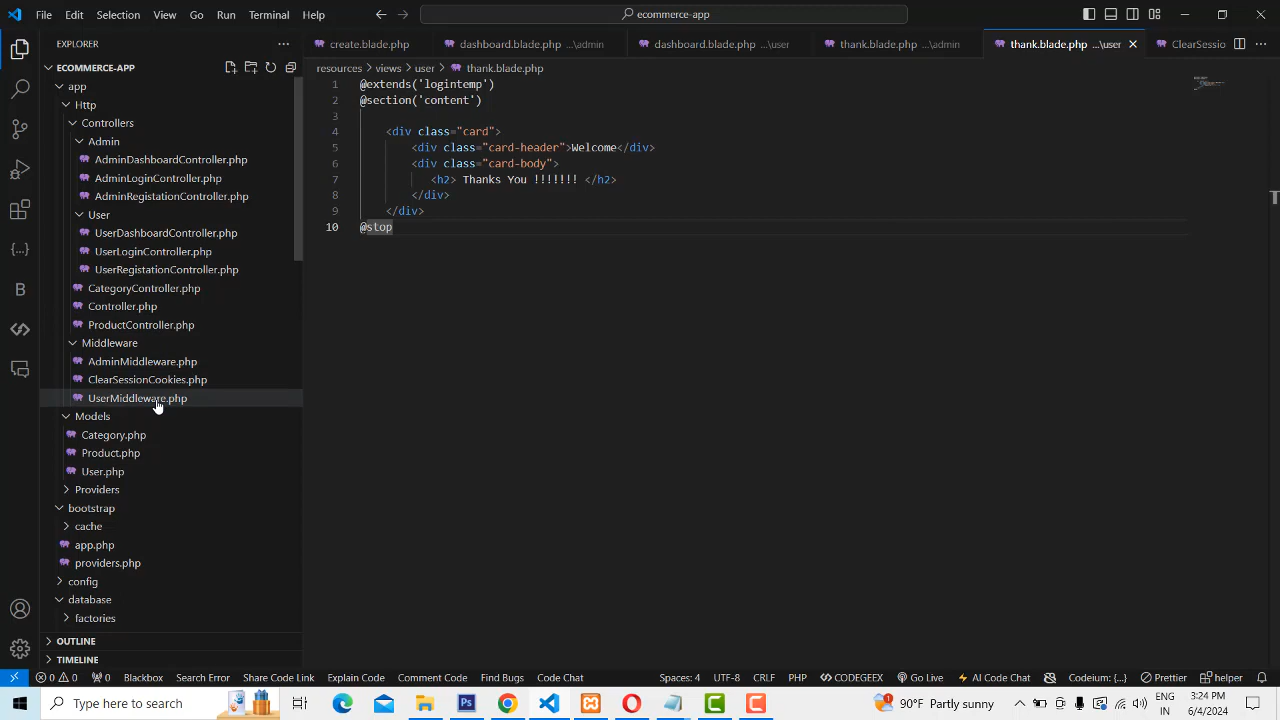 File Edit Selection View Go Run Terminal Help
ecommerce-app
EXPLORER
create.blade.php
dashboard.blade.php ...\admin
dashboard.blade.php ...\user
thank.blade.php ...\admin
thank.blade.php ...\user
ClearSessio
resources > views > user > thank.blade.php
ECOMMERCE-APP
app
Http
Controllers
Admin
AdminDashboardController.php
AdminLoginController.php
AdminRegistationController.php
User
UserDashboardController.php
UserLoginController.php
UserRegistationController.php
CategoryController.php
Controller.php
ProductController.php
Middleware
AdminMiddleware.php
ClearSessionCookies.php
UserMiddleware.php
Models
Category.php
Product.php
User.php
Providers
bootstrap
cache
app.php
providers.php
config
database
factories
OUTLINE
TIMELINE
1 @extends('logintemp')
2 @section('content')
3
4 <div class="card">
5 <div class="card-header">Welcome</div>
6 <div class="card-body">
7 <h2> Thanks You !!!!!!! </h2>
8 </div>
9 </div>
10 @stop
0 0 0 Blackbox Search Error Share Code Link Explain Code Comment Code Find Bugs Code Chat Spaces: 4 UTF-8 CRLF PHP CODEGEEX Go Live AI Code Chat Codeium: {...} Prettier helper
Type here to search
1
90°F Partly sunny
ENG
IN
3:24 PM
6/4/2024